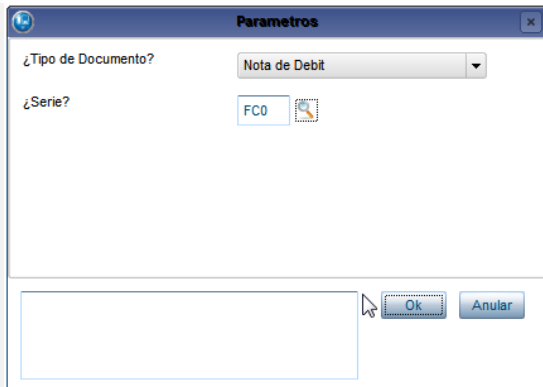 Parametros
¿Tipo de Documento?
Nota de Debit
¿Serie?
FC0
Ok
Anular